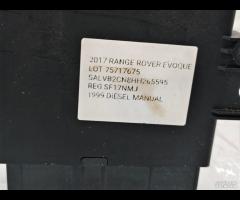 2017 RANGE ROVER EVOQUE
LOT 75717675
SALVB2CN8HH265595
REG SF17NMJ
1999 DIESEL MANUAL